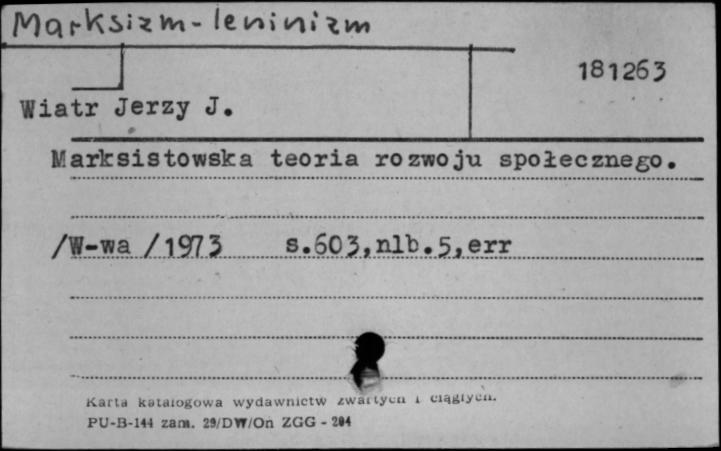 Marksizm-leninizm
181263
Wiatr Jerzy J.
Marksistowska teoria rozwoju społecznego.
/W-wa /1973 s.603,nlb.5,err
Karta katalogowa wydawnictw zwartych i ciągłych.
PU-B-144 zam. 29/DW/On ZGG - 204